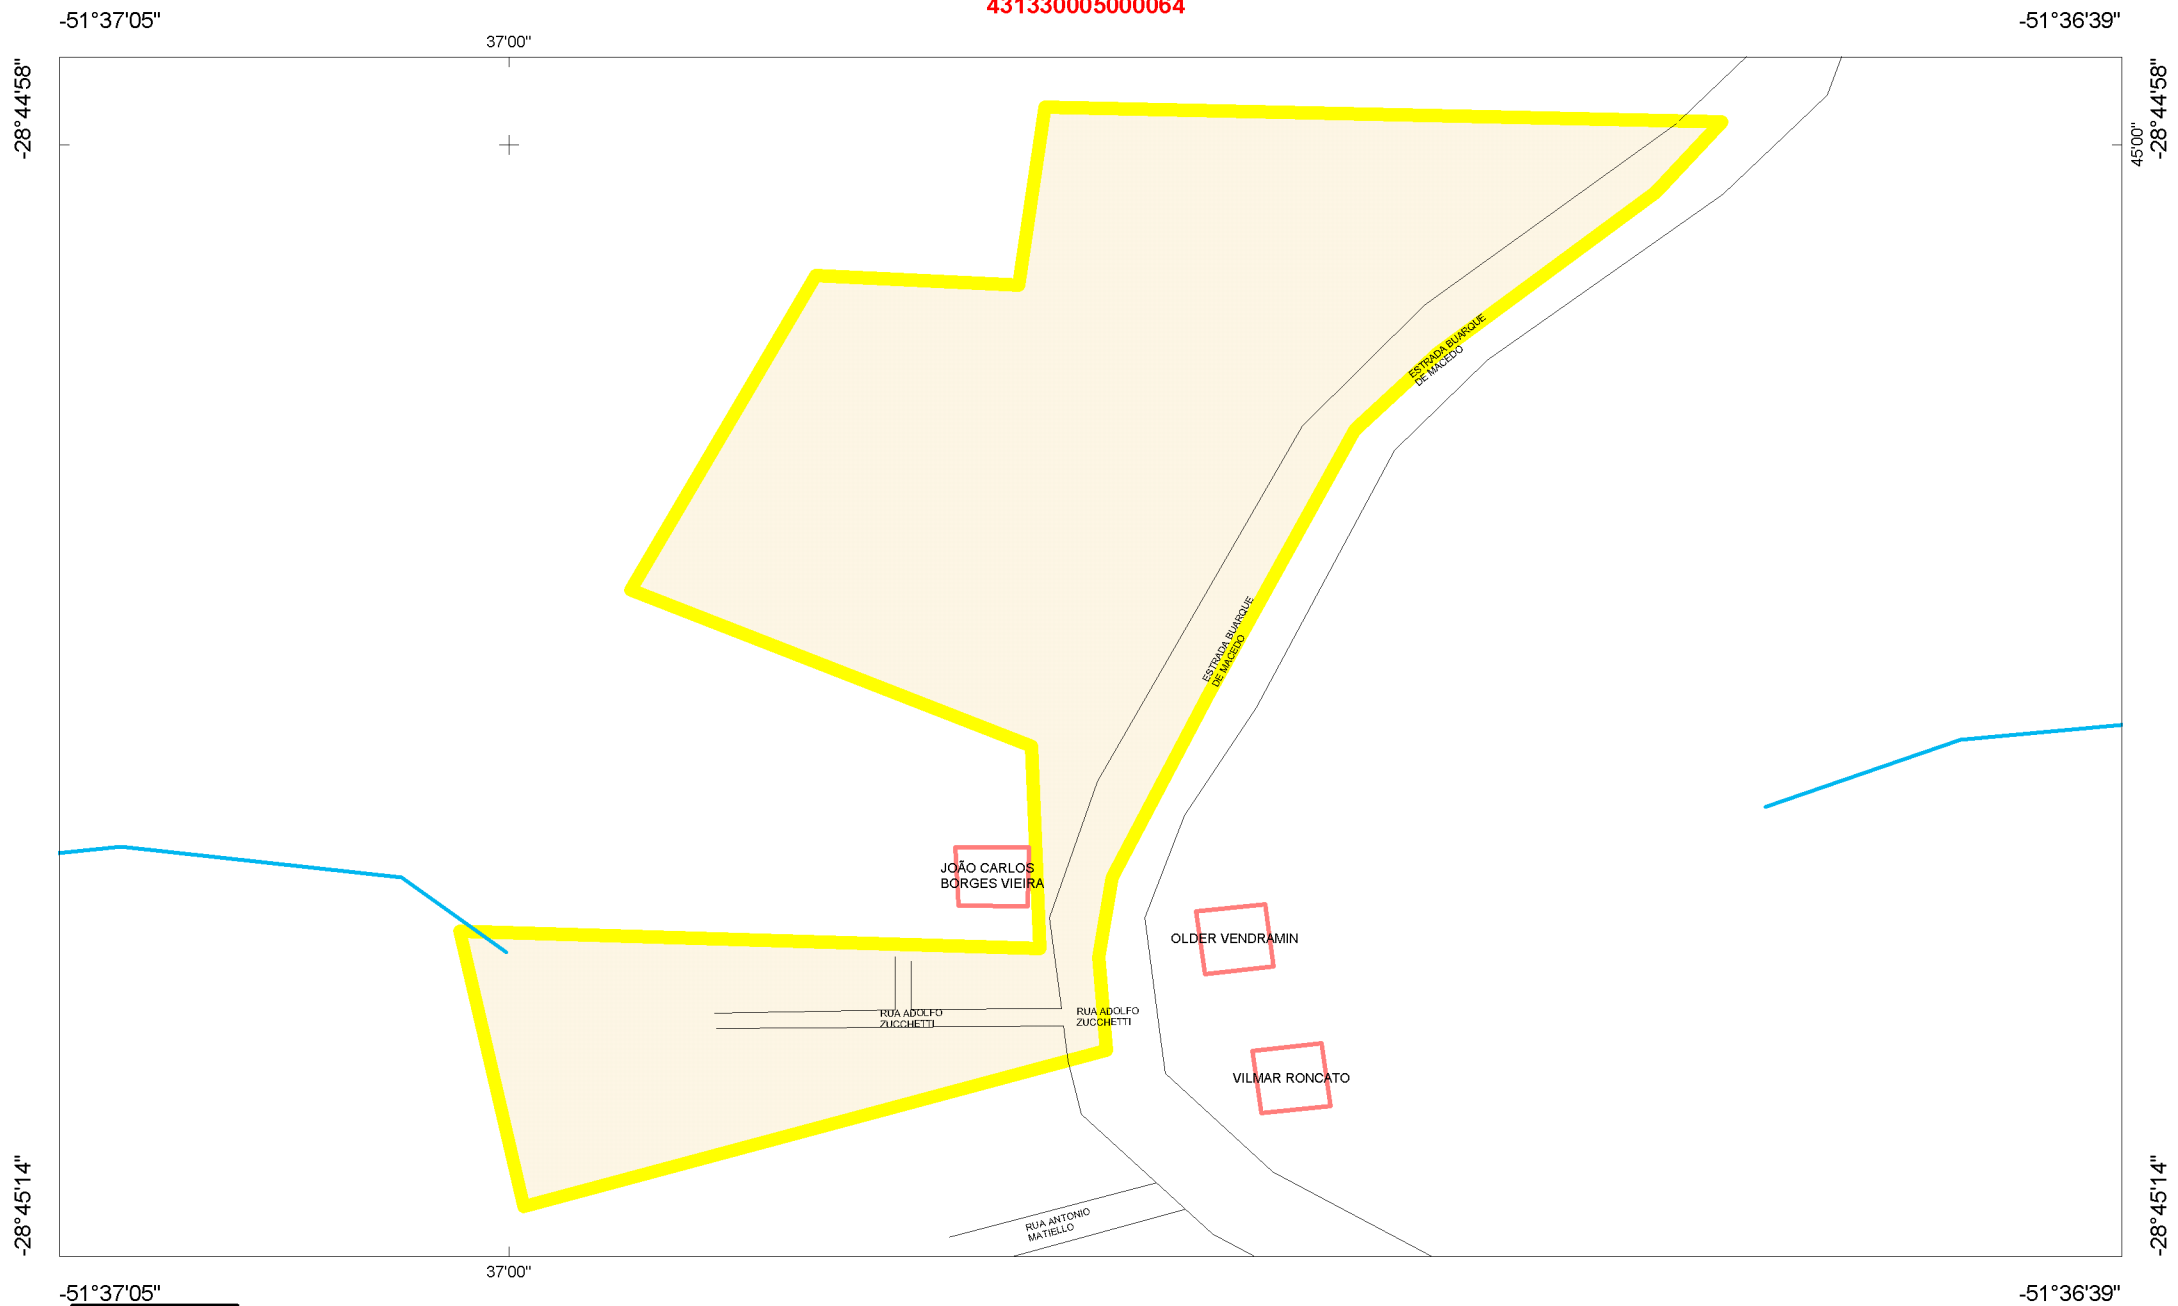 431330005000064
-51°37'05"
-51°36'39"
37'00"
-28°44'58"
-28°44'58"
45'00"
ESTRADA BUARQUE
DE MACEDO
ESTRADA BUARQUE
DE MACEDO
JOÃO CARLOS
BORGES VIEIRA
OLDER VENDRAMIN
RUA ADOLFO
ZUCCHETTI
RUA ADOLFO
ZUCCHETTI
VILMAR RONCATO
RUA ANTONIO
MATIELLO
-28°45'14"
-28°45'14"
37'00"
-51°37'05"
-51°36'39"